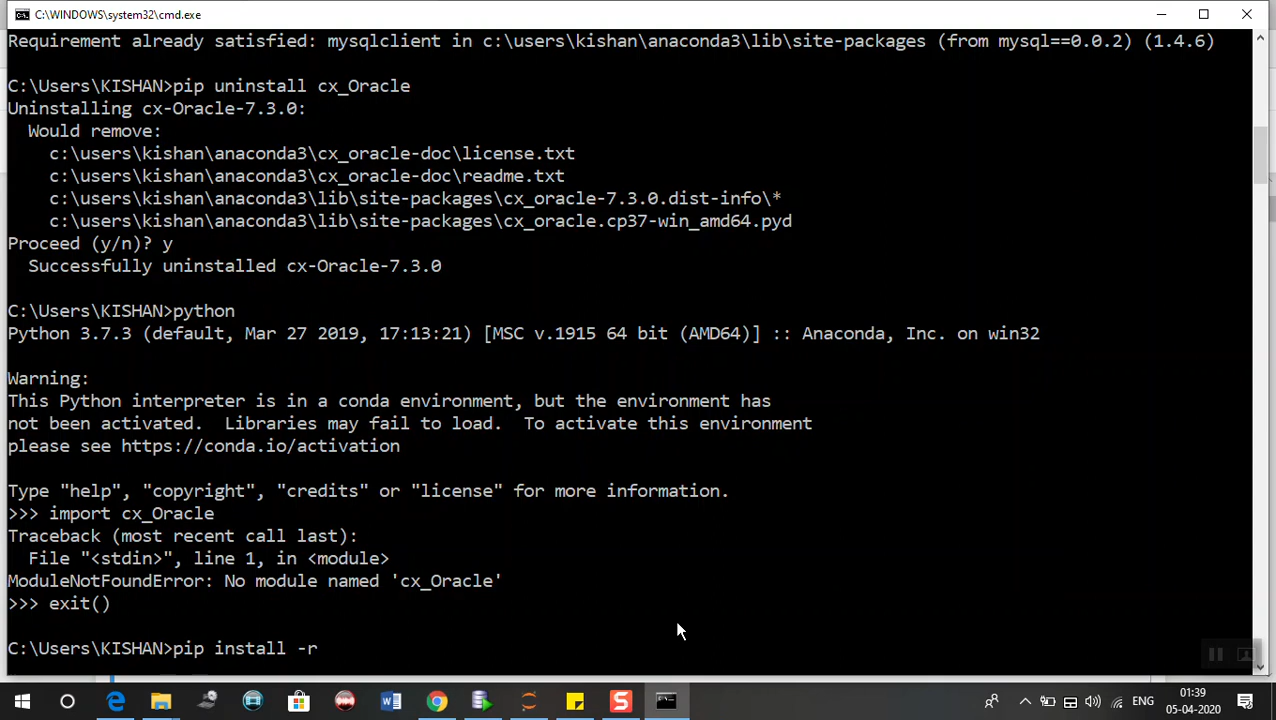 C:\WINDOWS\system32\cmd.exe
Requirement already satisfied: mysqlclient in c:\users\kishan\anaconda3\lib\site-packages (from mysql==0.0.2) (1.4.6)
C:\Users\KISHAN>pip uninstall cx_Oracle
Uninstalling cx-Oracle-7.3.0:
Would remove:
c:\users\kishan\anaconda3\cx_oracle-doc\license.txt
c:\users\kishan\anaconda3\cx_oracle-doc\readme.txt
c:\users\kishan\anaconda3\lib\site-packages\cx_oracle-7.3.0.dist-info\*
c:\users\kishan\anaconda3\lib\site-packages\cx_oracle.cp37-win_amd64.pyd
Proceed (y/n)? y
Successfully uninstalled cx-Oracle-7.3.0
C:\Users\KISHAN>python
Python 3.7.3 (default, Mar 27 2019, 17:13:21) [MSC v.1915 64 bit (AMD64)] :: Anaconda, Inc. on win32
Warning:
This Python interpreter is in a conda environment, but the environment has
not been activated.  Libraries may fail to load.  To activate this environment
please see https://conda.io/activation
Type "help", "copyright", "credits" or "license" for more information.
>>> import cx_Oracle
Traceback (most recent call last):
File "<stdin>", line 1, in <module>
ModuleNotFoundError: No module named 'cx_Oracle'
>>> exit()
C:\Users\KISHAN>pip install -r
ENG
01:39
05-04-2020